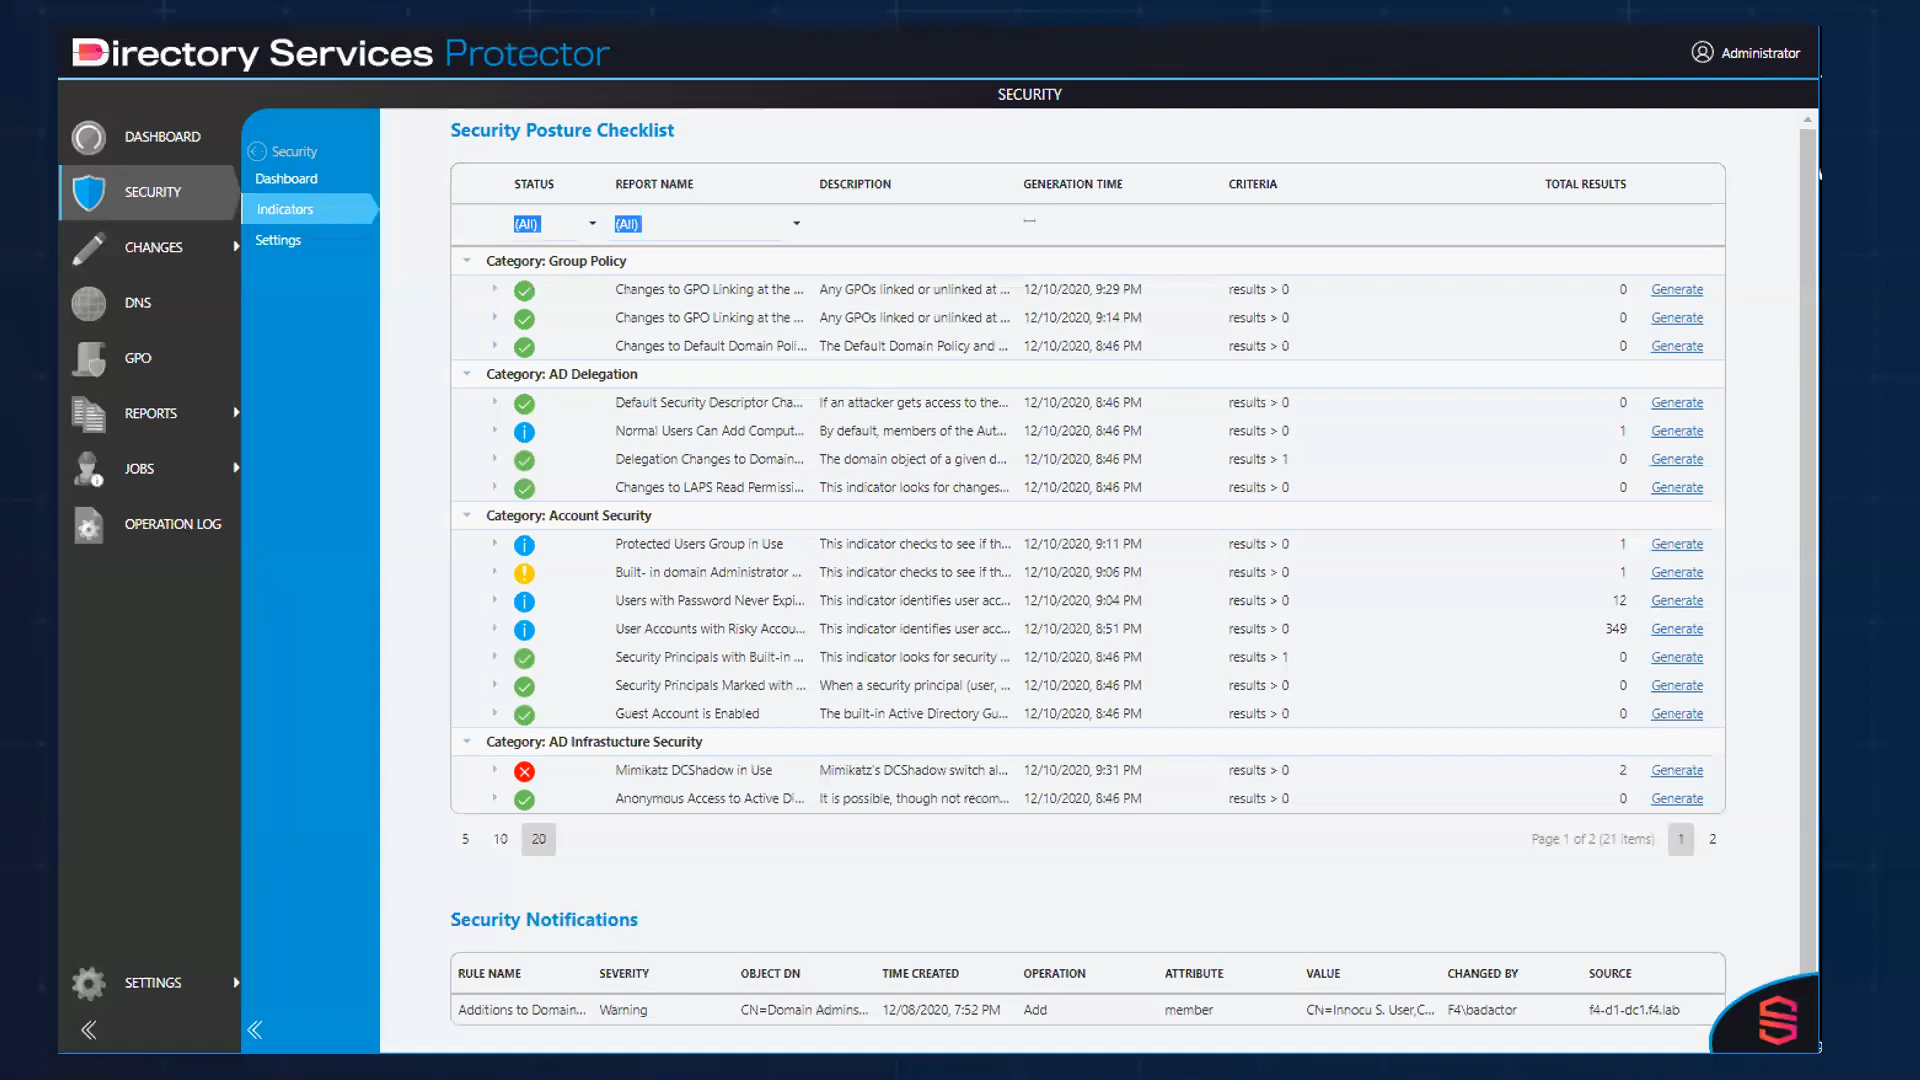 Directory Services Protector
Administrator
SECURITY
DASHBOARD
SECURITY
CHANGES
DNS
GPO
REPORTS
JOBS
OPERATION LOG
SETTINGS
Security
Dashboard
Indicators
Settings
Security Posture Checklist
STATUS REPORT NAME DESCRIPTION GENERATION TIME CRITERIA TOTAL RESULTS
(All) (All)
Category: Group Policy
Changes to GPO Linking at the ... Any GPOs linked or unlinked at ... 12/10/2020, 9:29 PM results > 0 0 Generate
Changes to GPO Linking at the ... Any GPOs linked or unlinked at ... 12/10/2020, 9:14 PM results > 0 0 Generate
Changes to Default Domain Poli... The Default Domain Policy and ... 12/10/2020, 8:46 PM results > 0 0 Generate
Category: AD Delegation
Default Security Descriptor Cha... If an attacker gets access to the... 12/10/2020, 8:46 PM results > 0 0 Generate
Normal Users Can Add Comput... By default, members of the Aut... 12/10/2020, 8:46 PM results > 0 1 Generate
Delegation Changes to Domain... The domain object of a given d... 12/10/2020, 8:46 PM results > 1 0 Generate
Changes to LAPS Read Permissi... This indicator looks for changes... 12/10/2020, 8:46 PM results > 0 0 Generate
Category: Account Security
Protected Users Group in Use This indicator checks to see if th... 12/10/2020, 9:11 PM results > 0 1 Generate
Built- in domain Administrator ... This indicator checks to see if th... 12/10/2020, 9:06 PM results > 0 1 Generate
Users with Password Never Expi... This indicator identifies user acc... 12/10/2020, 9:04 PM results > 0 12 Generate
User Accounts with Risky Accou... This indicator identifies user acc... 12/10/2020, 8:51 PM results > 0 349 Generate
Security Principals with Built-in ... This indicator looks for security ... 12/10/2020, 8:46 PM results > 1 0 Generate
Security Principals Marked with ... When a security principal (user, ... 12/10/2020, 8:46 PM results > 0 0 Generate
Guest Account is Enabled The built-in Active Directory Gu... 12/10/2020, 8:46 PM results > 0 0 Generate
Category: AD Infrastucture Security
Mimikatz DCShadow in Use Mimikatz's DCShadow switch al... 12/10/2020, 9:31 PM results > 0 2 Generate
Anonymous Access to Active Di... It is possible, though not recom... 12/10/2020, 8:46 PM results > 0 0 Generate
5 10 20 Page 1 of 2 (21 items) 1 2
Security Notifications
RULE NAME SEVERITY OBJECT DN TIME CREATED OPERATION ATTRIBUTE VALUE CHANGED BY SOURCE
Additions to Domain... Warning CN=Domain Admins... 12/08/2020, 7:52 PM Add member CN=Innocu S. User,C... F4\badactor f4-d1-dc1.f4.lab